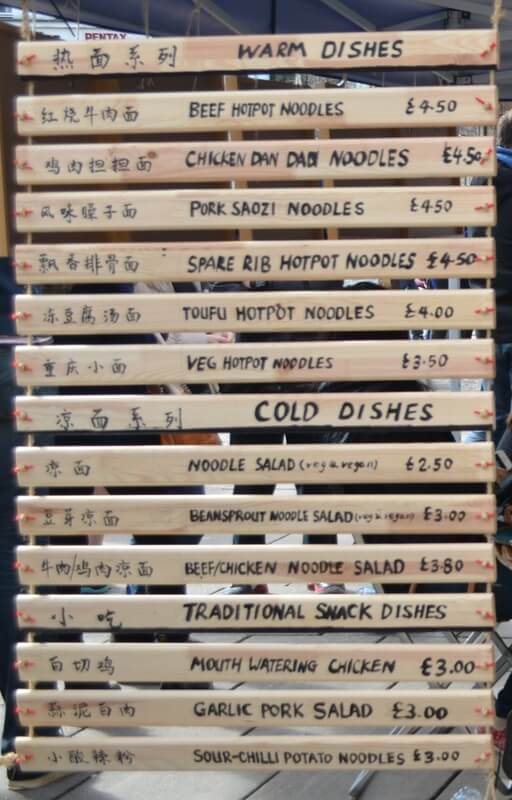 PENTAX
热面系列 WARM DISHES
红烧牛肉面 BEEF HOTPOT NOODLES £4.50
鸡肉担担面 CHICKEN DAN DAN NOODLES £4.50
风味臊子面 PORK SAOZI NOODLES £4.50
飘香排骨面 SPARE RIB HOTPOT NOODLES £4.50
冻豆腐汤面 TOUFU HOTPOT NOODLES £4.00
重庆小面 VEG HOTPOT NOODLES £3.50
凉面系列 COLD DISHES
凉面 NOODLE SALAD (veg & vegan) £2.50
豆芽凉面 BEANSPROUT NOODLE SALAD (veg & vegan) £3.00
牛肉/鸡肉凉面 BEEF/CHICKEN NOODLE SALAD £3.80
小吃 TRADITIONAL SNACK DISHES
白切鸡 MOUTH WATERING CHICKEN £3.00
蒜泥白肉 GARLIC PORK SALAD £3.00
小酸辣粉 SOUR-CHILLI POTATO NOODLES £3.00